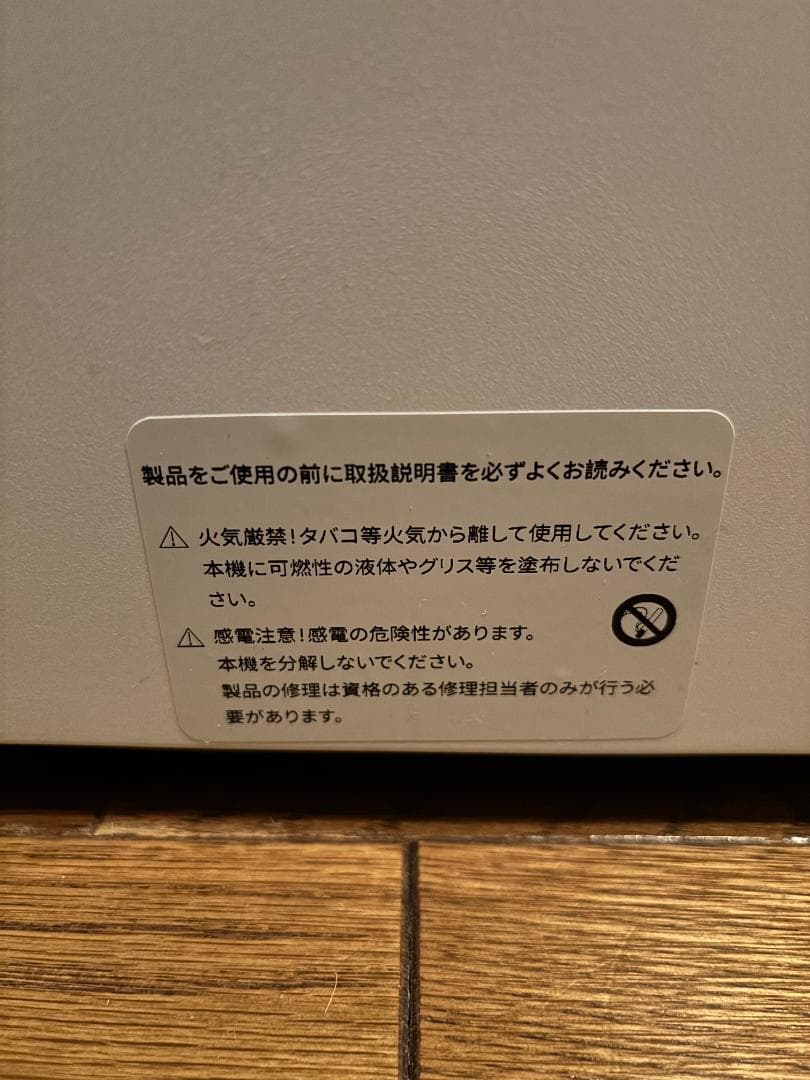 製品をご使用の前に取扱説明書を必ずよくお読みください。
⚠ 火気厳禁!タバコ等火気から離して使用してください。
本機に可燃性の液体やグリス等を塗布しないでくだ
さい。
⚠ 感電注意!感電の危険性があります。
本機を分解しないでください。
製品の修理は資格のある修理担当者のみが行う必
要があります。